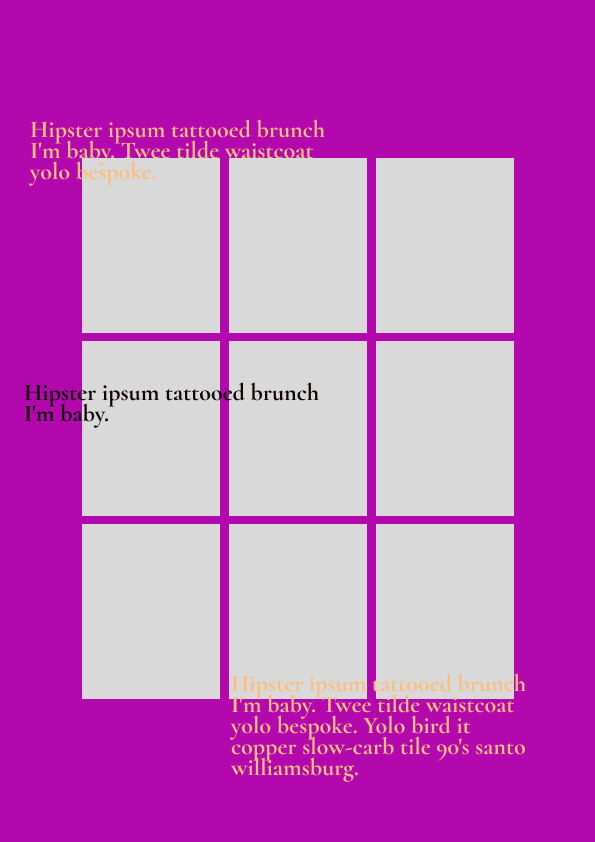 Hipster ipsum tattooed brunch
I'm baby. Twee tilde waistcoat
yolo bespoke.
Hipster ipsum tattooed brunch
I'm baby.
Hipster ipsum tattooed brunch
I'm baby. Twee tilde waistcoat
yolo bespoke. Yolo bird it
copper slow-carb tile 90's santo
williamsburg.